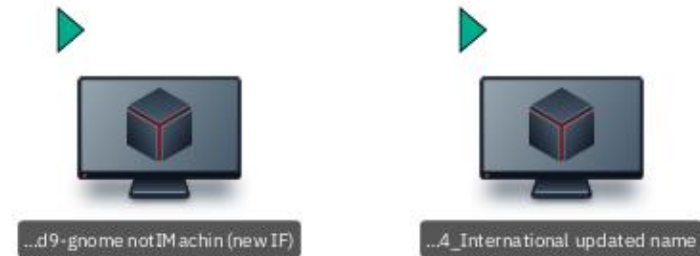 ...d9-gnome notIMachin (new IF)
...4_International updated name